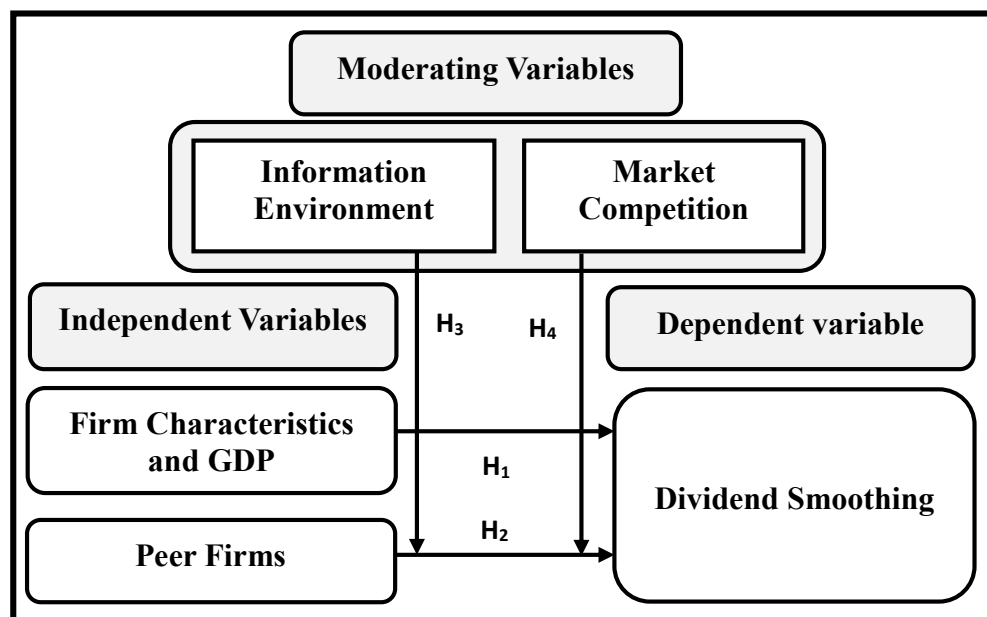 Moderating Variables
Information
Environment
Market
Competition
Independent Variables
H₃
H₄
Dependent variable
Firm Characteristics
and GDP
H₁
Dividend Smoothing
H₂
Peer Firms